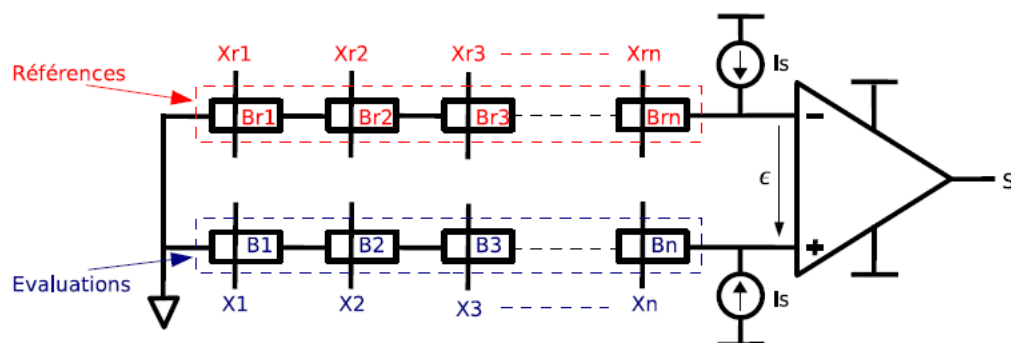 Xr1 Xr2 Xr3 Xrn
Is
Références
Br1 Br2 Br3 Brn
-
ϵ
S
B1 B2 B3 Bn
+
Evaluations
X1 X2 X3 Xn
Is